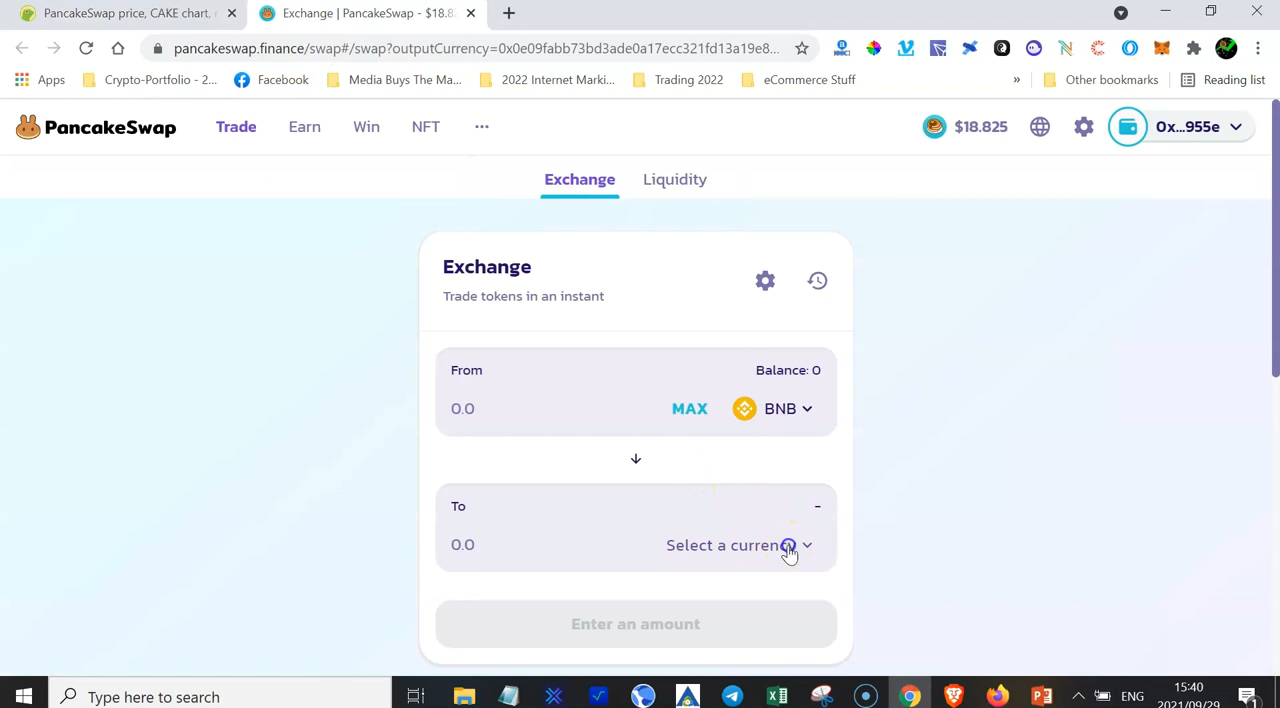 PancakeSwap price, CAKE chart,
Exchange | PancakeSwap - $18.82
pancakeswap.finance/swap#/swap?outputCurrency=0x0e09fabb73bd3ade0a17ecc321fd13a19e8...
Apps
Crypto-Portfolio - 2...
Facebook
Media Buys The Ma...
2022 Internet Marki...
Trading 2022
eCommerce Stuff
»
Other bookmarks
Reading list
PancakeSwap
Trade
Earn
Win
NFT
...
$18.825
0x...955e
Exchange
Liquidity
Exchange
Trade tokens in an instant
From
Balance: 0
0.0
MAX
BNB
To
-
0.0
Select a currency
Enter an amount
Type here to search
ENG
15:40
2021/09/29
1